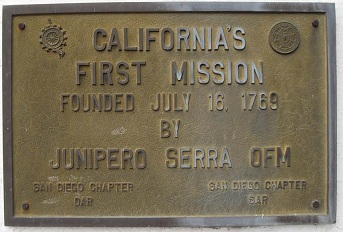 CALIFORNIA'S
FIRST MISSION
FOUNDED JULY 16, 1769
BY
JUNIPERO SERRA OFM
SAN DIEGO CHAPTER SAN DIEGO CHAPTER
DAR SAR